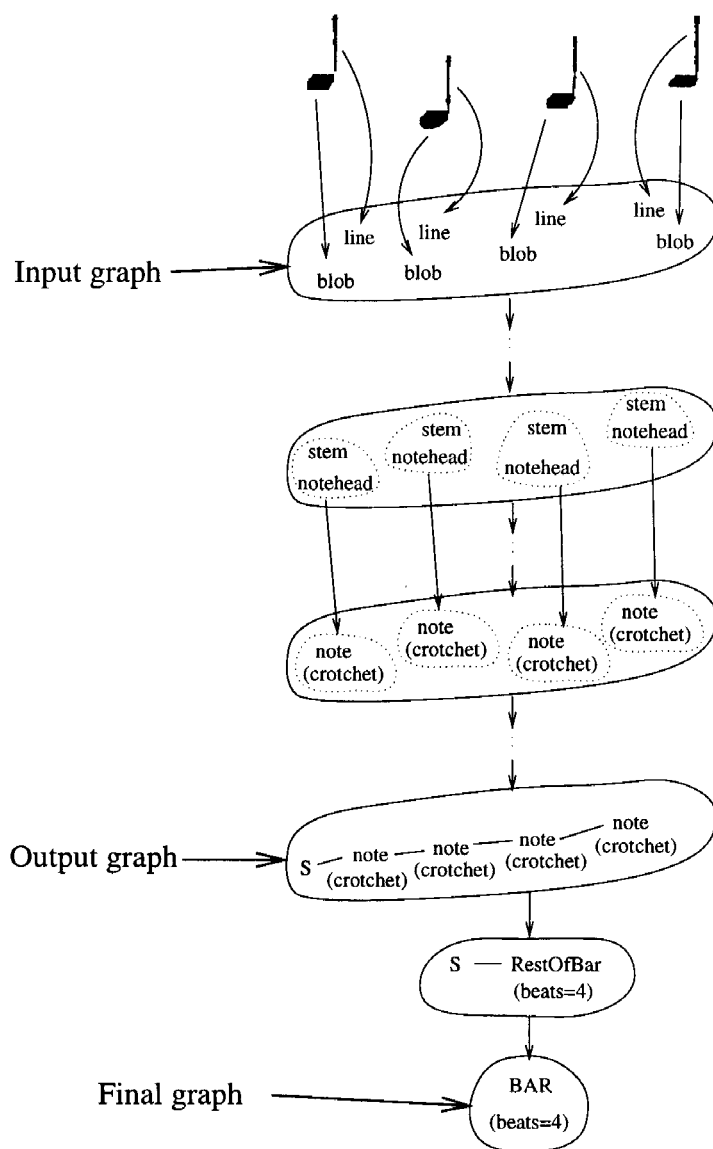 line line line line
Input graph
blob blob blob blob
stem stem stem stem
notehead notehead notehead notehead
note note note note
(crotchet) (crotchet) (crotchet) (crotchet)
Output graph
S note note note note
(crotchet) (crotchet) (crotchet) (crotchet)
S — RestOfBar
(beats=4)
Final graph
BAR
(beats=4)